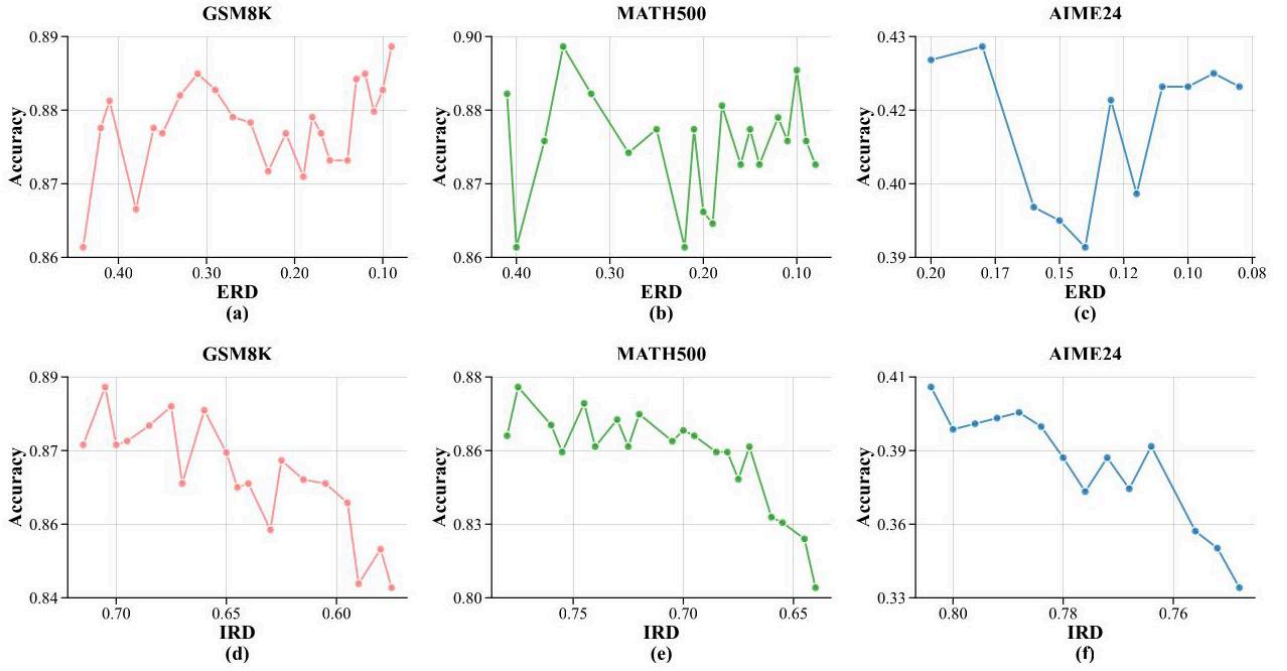 GSM8K
0.89
0.88
0.87
0.86
Accuracy
0.40 0.30 0.20 0.10
ERD
(a)
MATH500
0.90
0.88
0.87
0.86
Accuracy
0.40 0.30 0.20 0.10
ERD
(b)
AIME24
0.43
0.42
0.40
0.39
Accuracy
0.20 0.17 0.15 0.12 0.10 0.08
ERD
(c)
GSM8K
0.89
0.87
0.86
0.84
Accuracy
0.70 0.65 0.60
IRD
(d)
MATH500
0.88
0.86
0.83
0.80
Accuracy
0.75 0.70 0.65
IRD
(e)
AIME24
0.41
0.39
0.36
0.33
Accuracy
0.80 0.78 0.76
IRD
(f)